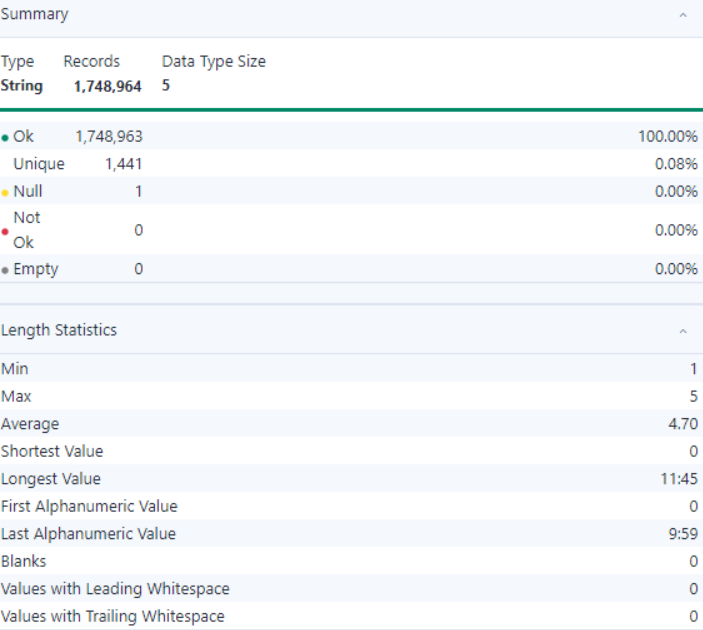 Summary
Type Records Data Type Size
String 1,748,964 5
Ok 1,748,963 100.00%
Unique 1,441 0.08%
Null 1 0.00%
Not
Ok 0 0.00%
Empty 0 0.00%
Length Statistics
Min 1
Max 5
Average 4.70
Shortest Value 0
Longest Value 11:45
First Alphanumeric Value 0
Last Alphanumeric Value 9:59
Blanks 0
Values with Leading Whitespace 0
Values with Trailing Whitespace 0